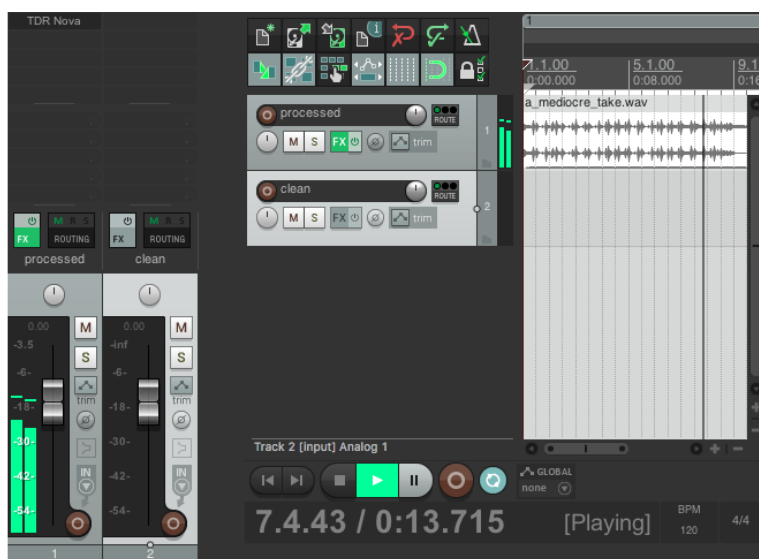 TDR Nova
M R S
FX ROUTING
processed
M R S
FX ROUTING
clean
0.00 M
-3.5
S
-6-
trim
-18-
-30-
IN
-42-
-54-
1
0.00 M
-inf
S
-6-
trim
-18-
-30-
IN
-42-
-54-
2
processed
ROUTE
M S FX trim
1
clean
ROUTE
M S FX trim
2
1
1.1.00 5.1.00 9.1
0:00.000 0:08.000 0:16
a_mediocre_take.wav
Track 2 [input] Analog 1
GLOBAL
none
7.4.43 / 0:13.715 [Playing]
BPM
120
4/4